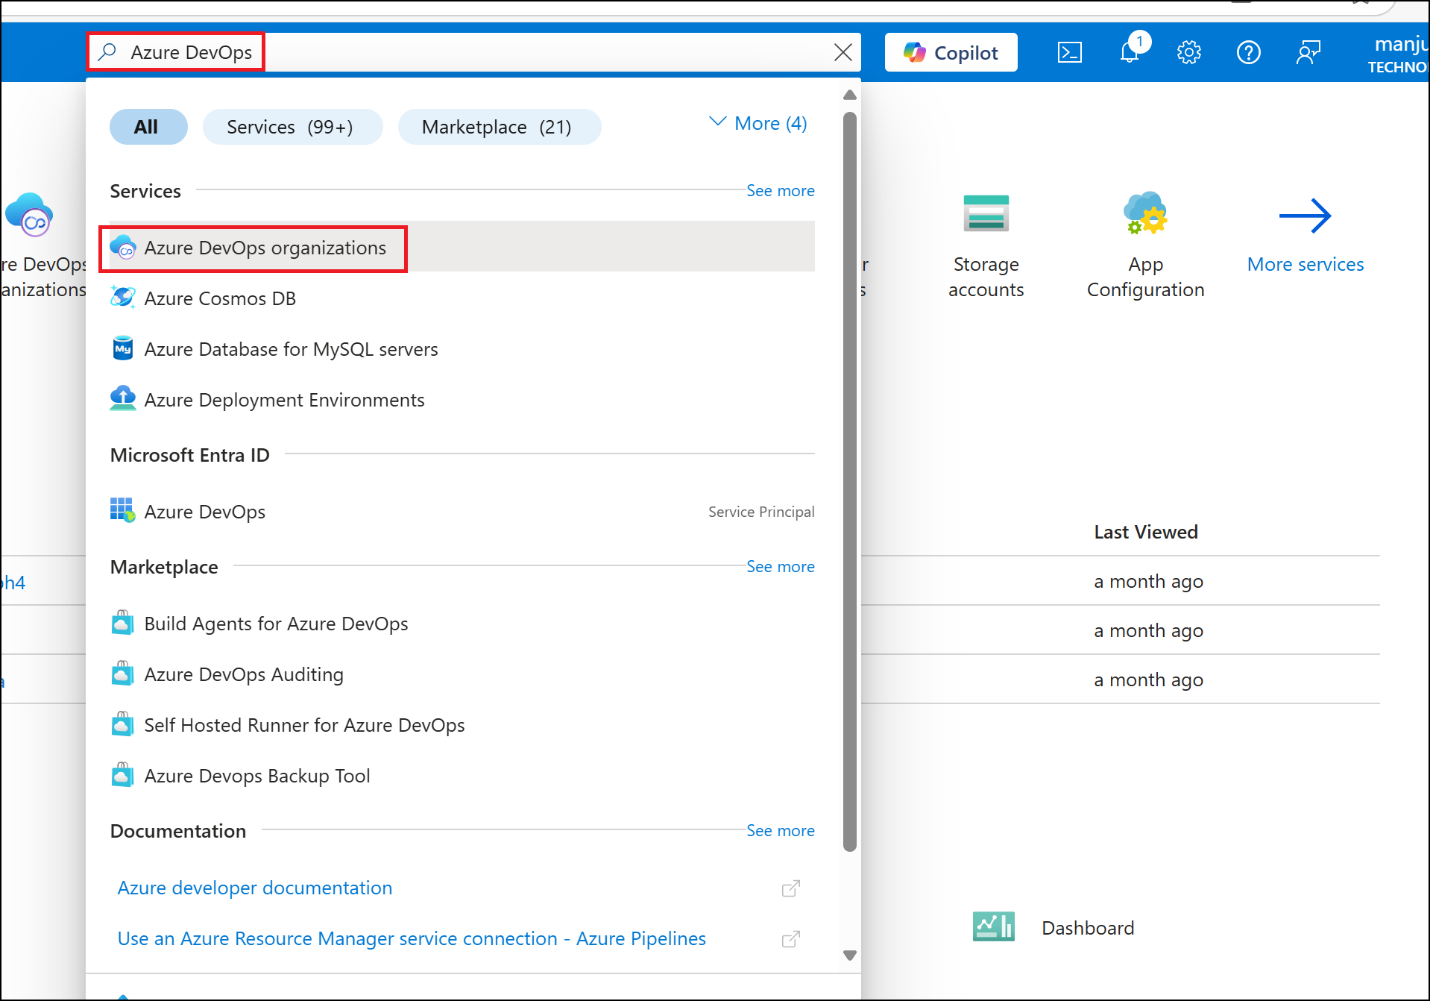 Azure DevOps
Copilot
1
manju
TECHNO
All
Services (99+)
Marketplace (21)
More (4)
Services
See more
Azure DevOps organizations
Azure Cosmos DB
Azure Database for MySQL servers
Azure Deployment Environments
Microsoft Entra ID
Azure DevOps
Service Principal
Marketplace
See more
Build Agents for Azure DevOps
Azure DevOps Auditing
Self Hosted Runner for Azure DevOps
Azure Devops Backup Tool
Documentation
See more
Azure developer documentation
Use an Azure Resource Manager service connection - Azure Pipelines
re DevOps
anizations
r
s
Storage
accounts
App
Configuration
More services
Last Viewed
oh4
a month ago
a month ago
a
a month ago
Dashboard